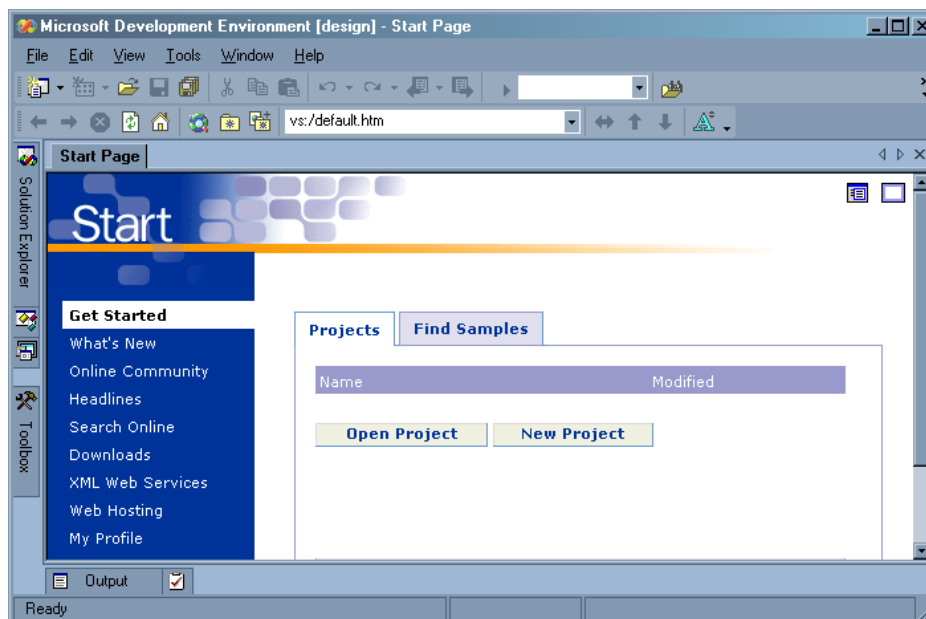 Microsoft Development Environment [design] - Start Page
File Edit View Tools Window Help
vs:/default.htm
Start Page
Solution Explorer
Toolbox
Start
Get Started
What's New
Online Community
Headlines
Search Online
Downloads
XML Web Services
Web Hosting
My Profile
Projects Find Samples
Name Modified
Open Project New Project
Output
Ready